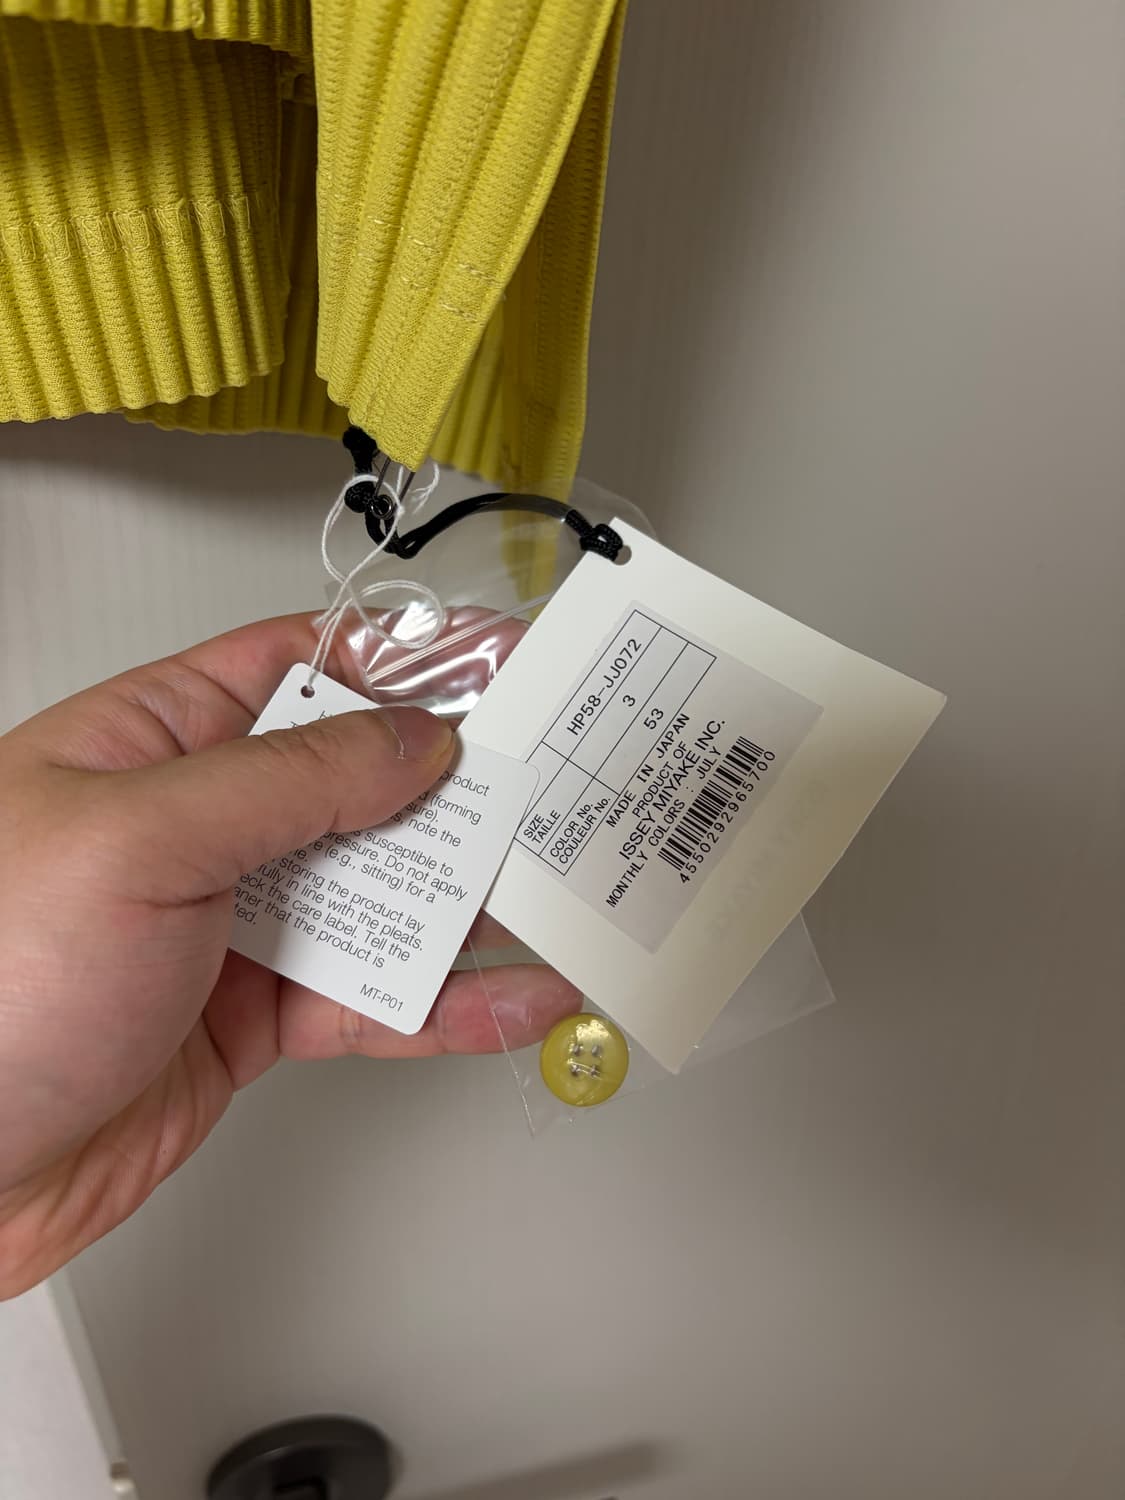 HP58-JJ072
SIZE
TAILLE
3
COLOR No.
COULEUR No.
53
MADE IN JAPAN
PRODUCT OF
ISSEY MIYAKE INC.
MONTHLY COLORS : JULY
4550292965700
product
(forming
sure).
s, note the
s susceptible to
pressure. Do not apply
e (e.g., sitting) for a
storing the product lay
fully in line with the pleats.
eck the care label. Tell the
aner that the product is
ted.
MT-P01